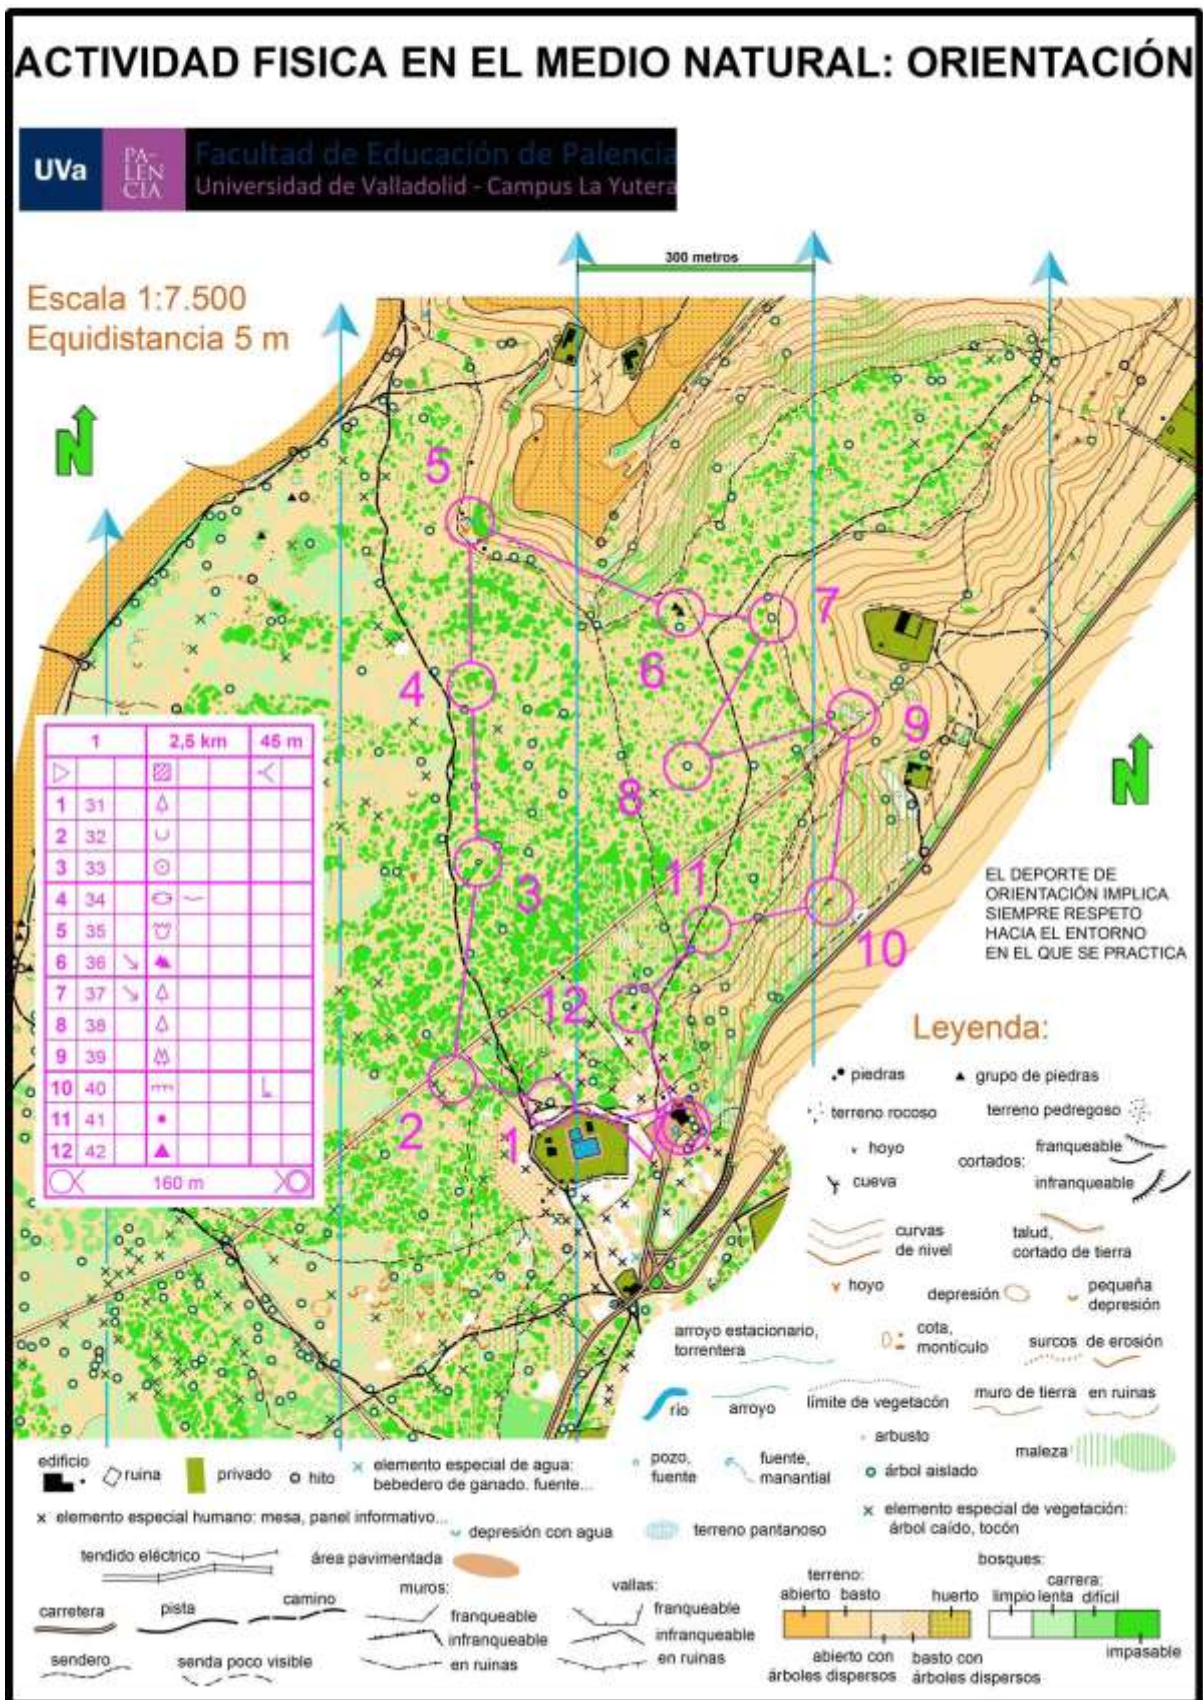 ACTIVIDAD FISICA EN EL MEDIO NATURAL: ORIENTACIÓN
UVa
PA-
LEN
CIA
Facultad de Educación de Palencia
Universidad de Valladolid - Campus La Yutera
300 metros
Escala 1:7.500
Equidistancia 5 m
N
5
7
6
4
9
8
N
3
11
10
12
2
1
1 2,5 km 45 m
1 31
2 32
3 33
4 34
5 35
6 36
7 37
8 38
9 39
10 40
11 41
12 42
160 m
EL DEPORTE DE
ORIENTACIÓN IMPLICA
SIEMPRE RESPETO
HACIA EL ENTORNO
EN EL QUE SE PRACTICA
Leyenda:
piedras grupo de piedras
terreno rocoso terreno pedregoso
hoyo cortados: franqueable
cueva infranqueable
curvas
de nivel
talud,
cortado de tierra
hoyo depresión pequeña
depresión
arroyo estacionario,
torrentera
cota,
montículo
surcos de erosión
río arroyo límite de vegetacón muro de tierra en ruinas
arbusto
maleza
edificio
ruina privado hito elemento especial de agua:
bebedero de ganado. fuente...
pozo,
fuente
fuente,
manantial
árbol aislado
elemento especial humano: mesa, panel informativo...
depresión con agua terreno pantanoso
elemento especial de vegetación:
árbol caído, tocón
tendido eléctrico área pavimentada
carretera pista camino
sendero senda poco visible
muros:
franqueable
infranqueable
en ruinas
vallas:
franqueable
infranqueable
en ruinas
terreno:
abierto basto huerto
abierto con
árboles dispersos
basto con
árboles dispersos
bosques:
carrera:
limpio lenta difícil
impasable